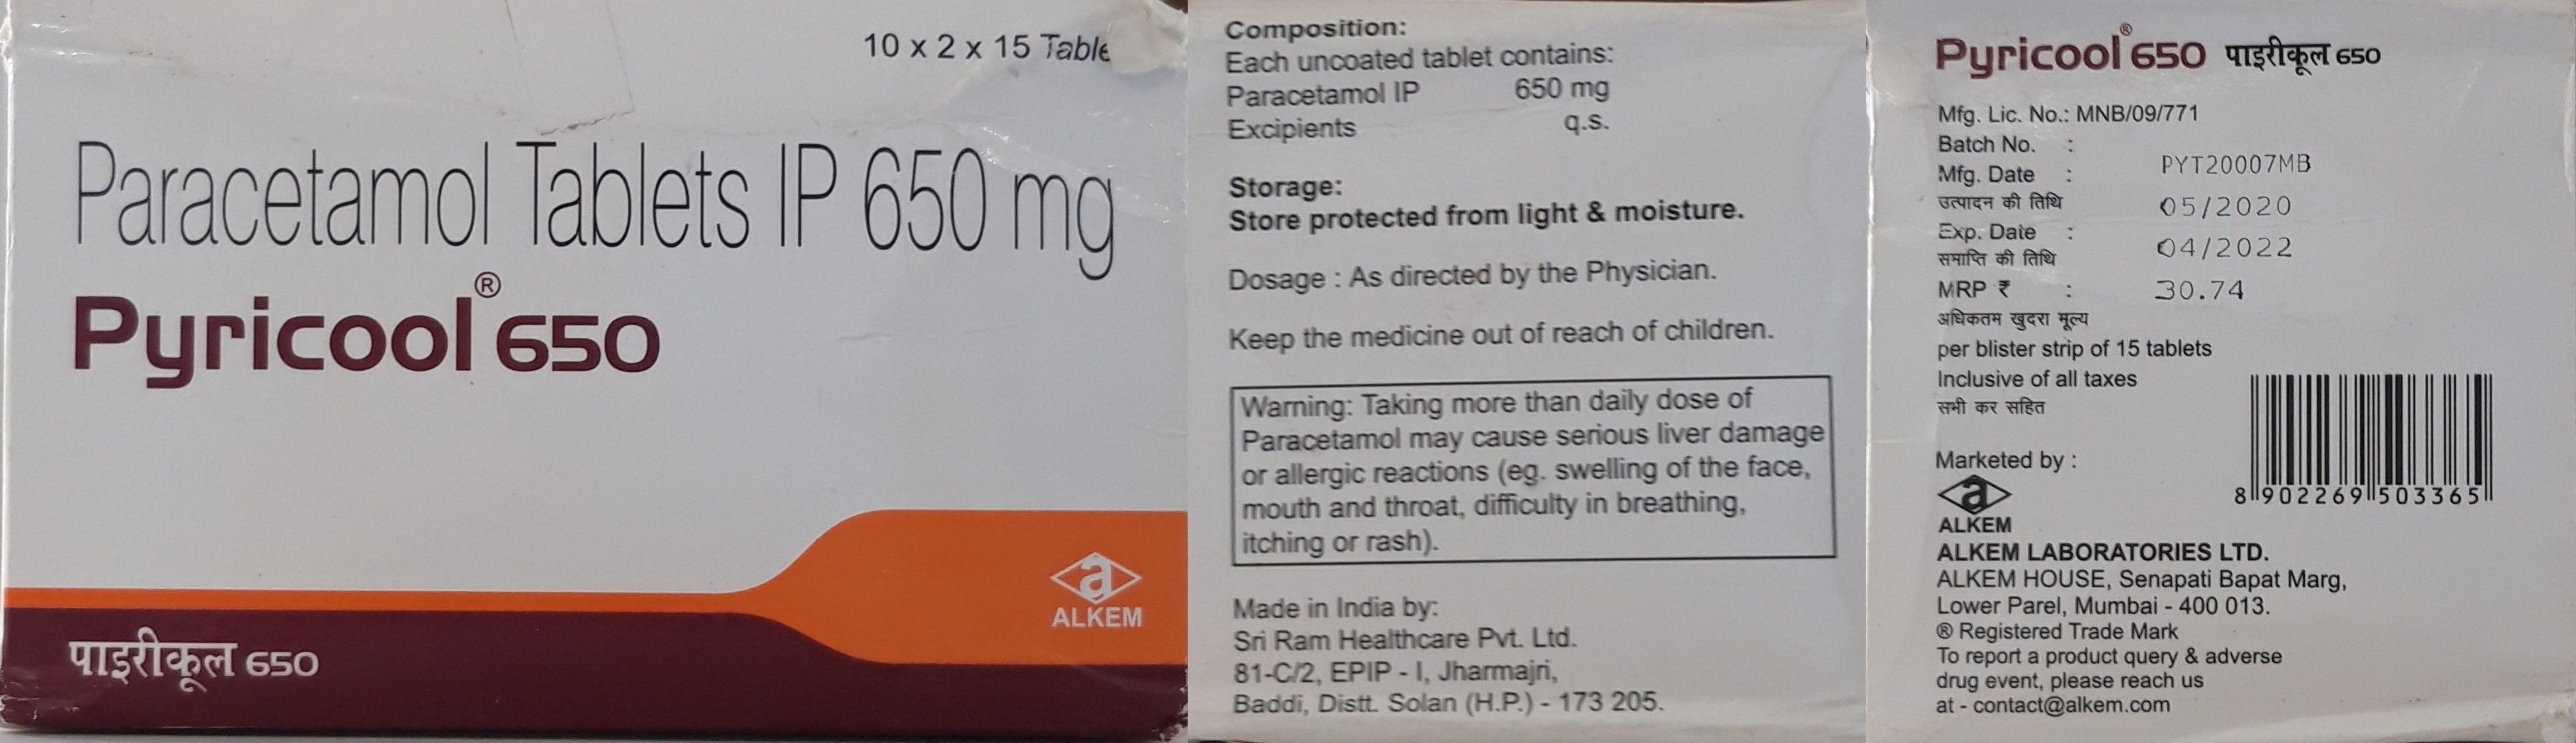 10 x 2 x 15
Paracetamol Tablets IP 650 mg
Pyricool® 650
ALKEM
पाइरीकूल 650
Composition:
Each uncoated tablet contains:
Paracetamol IP 650 mg
Excipients q.s.
Storage:
Store protected from light & moisture.
Dosage : As directed by the Physician.
Keep the medicine out of reach of children.
Warning: Taking more than daily dose of
Paracetamol may cause serious liver damage
or allergic reactions (eg. swelling of the face,
mouth and throat, difficulty in breathing,
itching or rash).
Made in India by:
Sri Ram Healthcare Pvt. Ltd.
81-C/2, EPIP - I, Jharmajri,
Baddi, Distt. Solan (H.P.) - 173 205.
Pyricool® 650 पाइरीकूल 650
Mfg. Lic. No.: MNB/09/771
Batch No. :
PYT20007MB
Mfg. Date :
उत्पादन की तिथि 05/2020
Exp. Date :
04/2022
समाप्ति की तिथि
MRP ₹ : 30.74
अधिकतम खुदरा मूल्य
per blister strip of 15 tablets
Inclusive of all taxes
सभी कर सहित
Marketed by :
a
ALKEM
8 902269 503365
ALKEM LABORATORIES LTD.
ALKEM HOUSE, Senapati Bapat Marg,
Lower Parel, Mumbai - 400 013.
® Registered Trade Mark
To report a product query & adverse
drug event, please reach us
at - contact@alkem.com